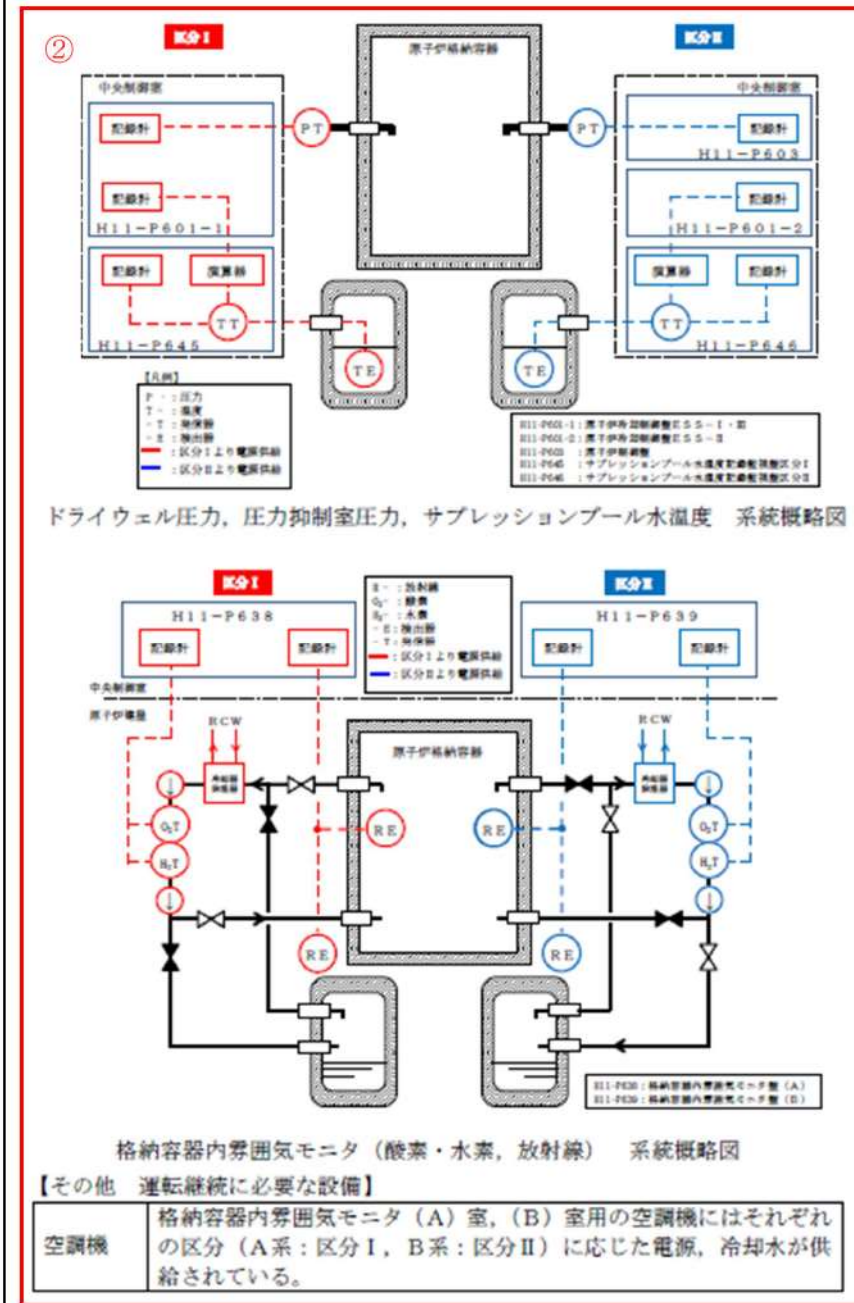 ②
区分Ⅰ
区分Ⅱ
原子炉格納容器
中央制御室
中央制御室
記録計
PT
PT
記録計
H11-P603
記録計
記録計
H11-P601-1
H11-P601-2
記録計
演算器
演算器
記録計
TT
TT
H11-P645
H11-P646
TE
TE
【凡例】
P-:圧力
T-:温度
-T:発信器
-E:検出器
:区分Ⅰより電源供給
:区分Ⅱより電源供給
H11-P601-1:原子炉冷却制御盤ESS-Ⅰ・Ⅲ
H11-P601-2:原子炉冷却制御盤ESS-Ⅱ
H11-P603 :原子炉制御盤
H11-P645 :サプレッションプール水温度記録監視盤区分Ⅰ
H11-P646 :サプレッションプール水温度記録監視盤区分Ⅱ
ドライウェル圧力,圧力抑制室圧力,サプレッションプール水温度 系統概略図
区分Ⅰ
区分Ⅱ
H11-P638
H11-P639
記録計
記録計
記録計
記録計
R-:放射線
O₂-:酸素
H₂-:水素
-E:検出器
-T:発信器
:区分Ⅰより電源供給
:区分Ⅱより電源供給
中央制御室
原子炉建屋
RCW
RCW
原子炉格納容器
冷却器
冷却器
O₂T
O₂T
H₂T
H₂T
RE
RE
RE
RE
H11-P638:格納容器内雰囲気モニタ盤(A)
H11-P639:格納容器内雰囲気モニタ盤(B)
格納容器内雰囲気モニタ(酸素・水素,放射線) 系統概略図
【その他 運転継続に必要な設備】
空調機
格納容器内雰囲気モニタ(A)室,(B)室用の空調機にはそれぞれ
の区分(A系:区分Ⅰ,B系:区分Ⅱ)に応じた電源,冷却水が供
給されている。